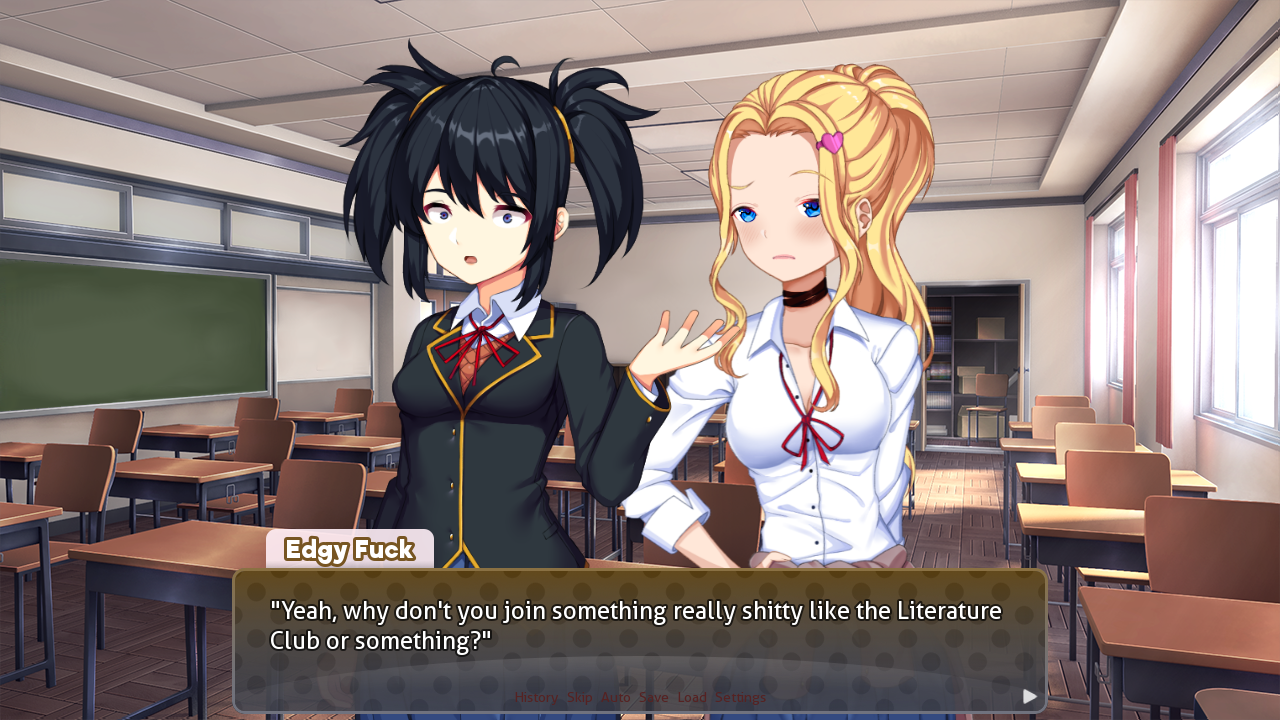 Edgy Fuck
"Yeah, why don't you join something really shitty like the Literature
Club or something?"
History Skip Auto Save Load Settings